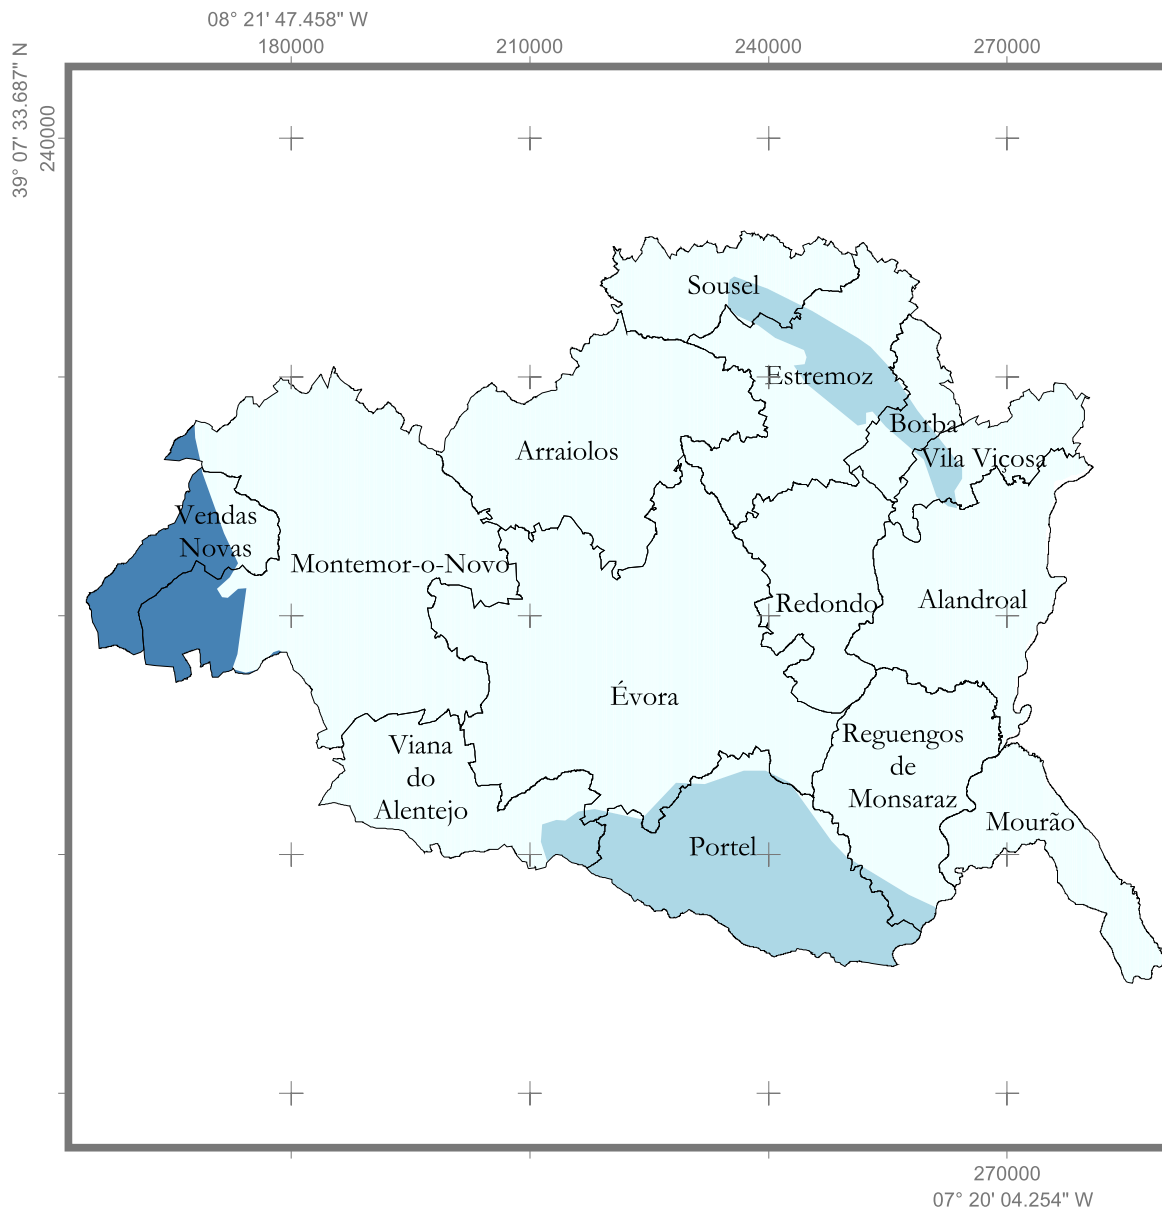 08° 21' 47.458" W
180000 210000 240000 270000
39° 07' 33.687" N
240000
Sousel
Estremoz
Borba
Arraiolos
Vila Viçosa
Vendas
Novas
Montemor-o-Novo
Redondo
Alandroal
Évora
Viana
do
Alentejo
Reguengos
de
Monsaraz
Mourão
Portel
270000
07° 20' 04.254" W